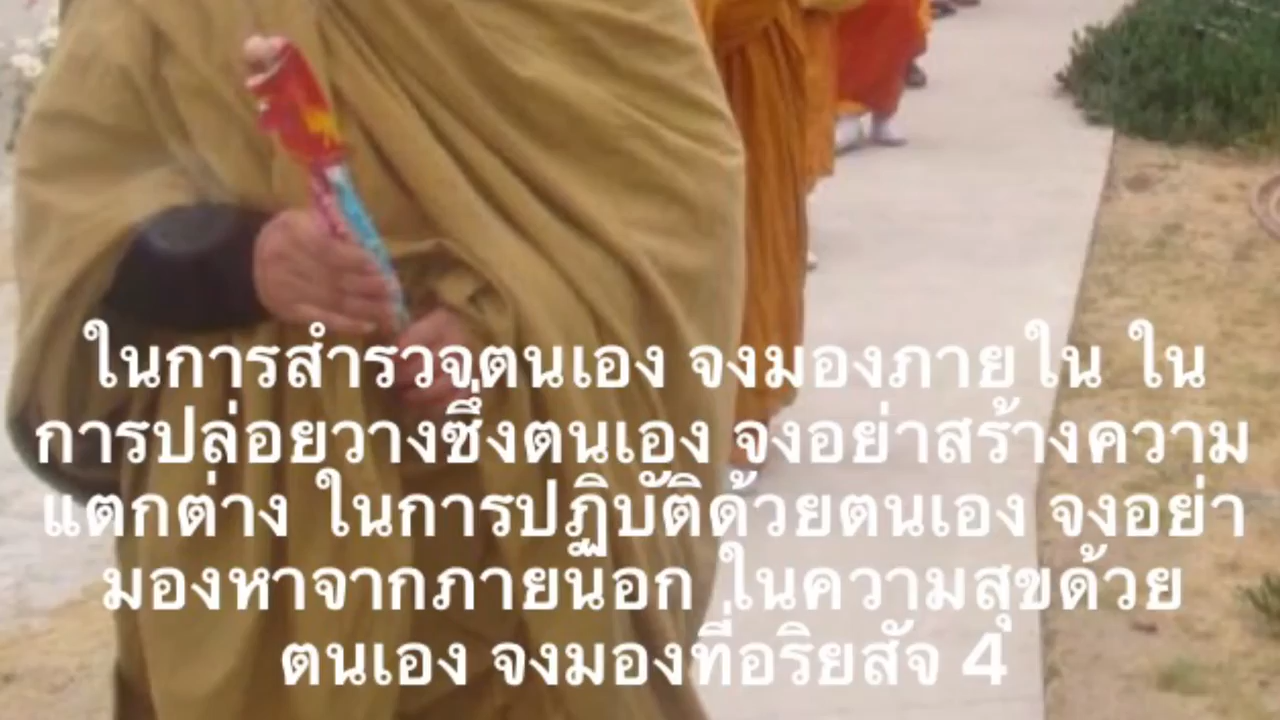 ในการสำรวจตนเอง จงมองภายใน ใน
การปล่อยวางซึ่งตนเอง จงอย่าสร้างความ
แตกต่าง ในการปฏิบัติด้วยตนเอง จงอย่า
มองหาจากภายนอก ในความสุขด้วย
ตนเอง จงมองที่อริยสัจ 4